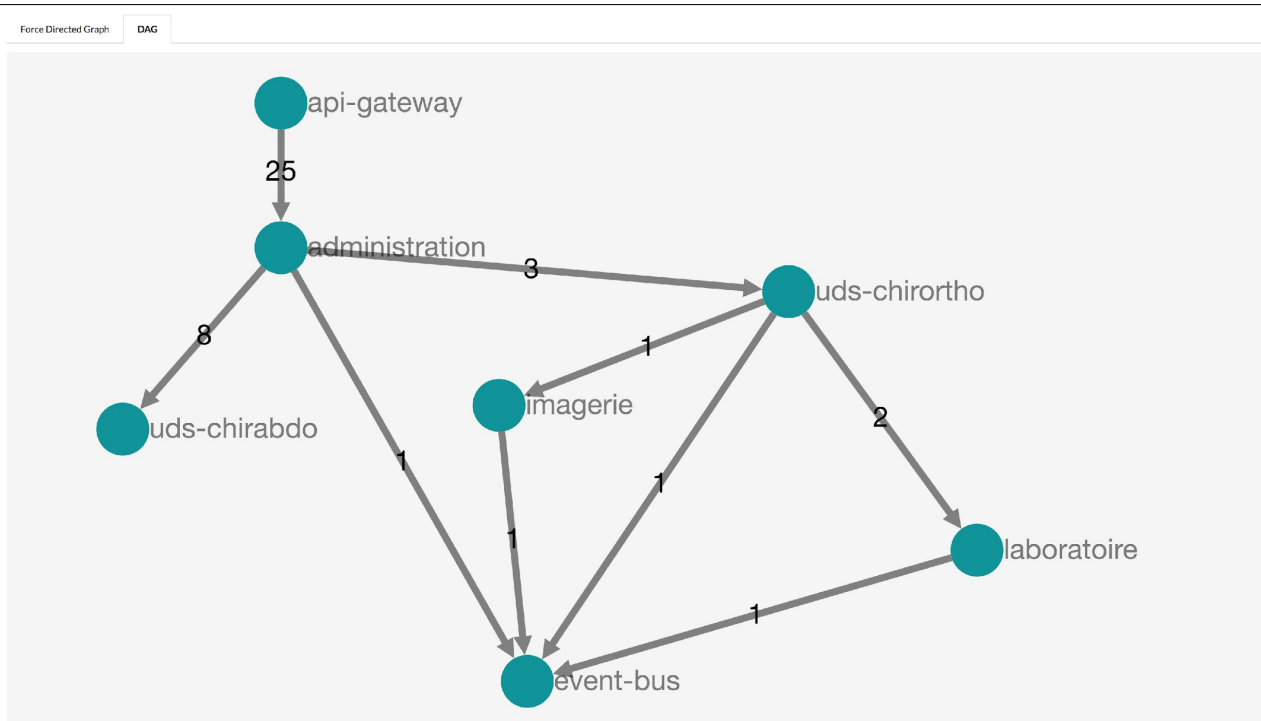 Force Directed Graph
DAG
api-gateway
25
administration
3
uds-chirortho
8
1
imagerie
2
uds-chirabdo
1
1
1
laboratoire
1
event-bus